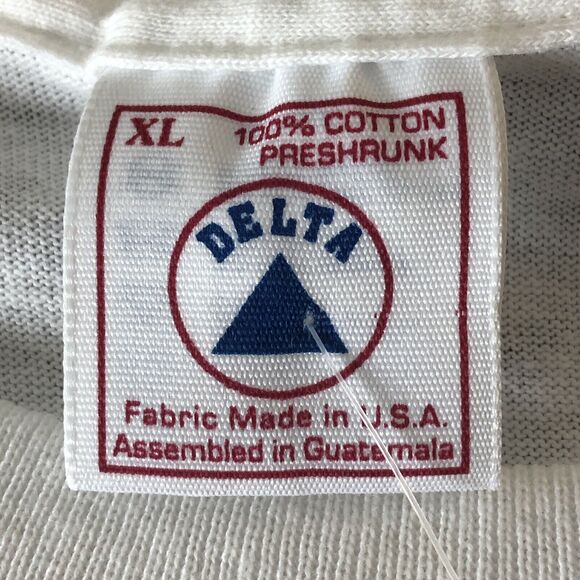 XL
100% COTTON
PRESHRUNK
DELTA
Fabric Made in U.S.A.
Assembled in Guatemala